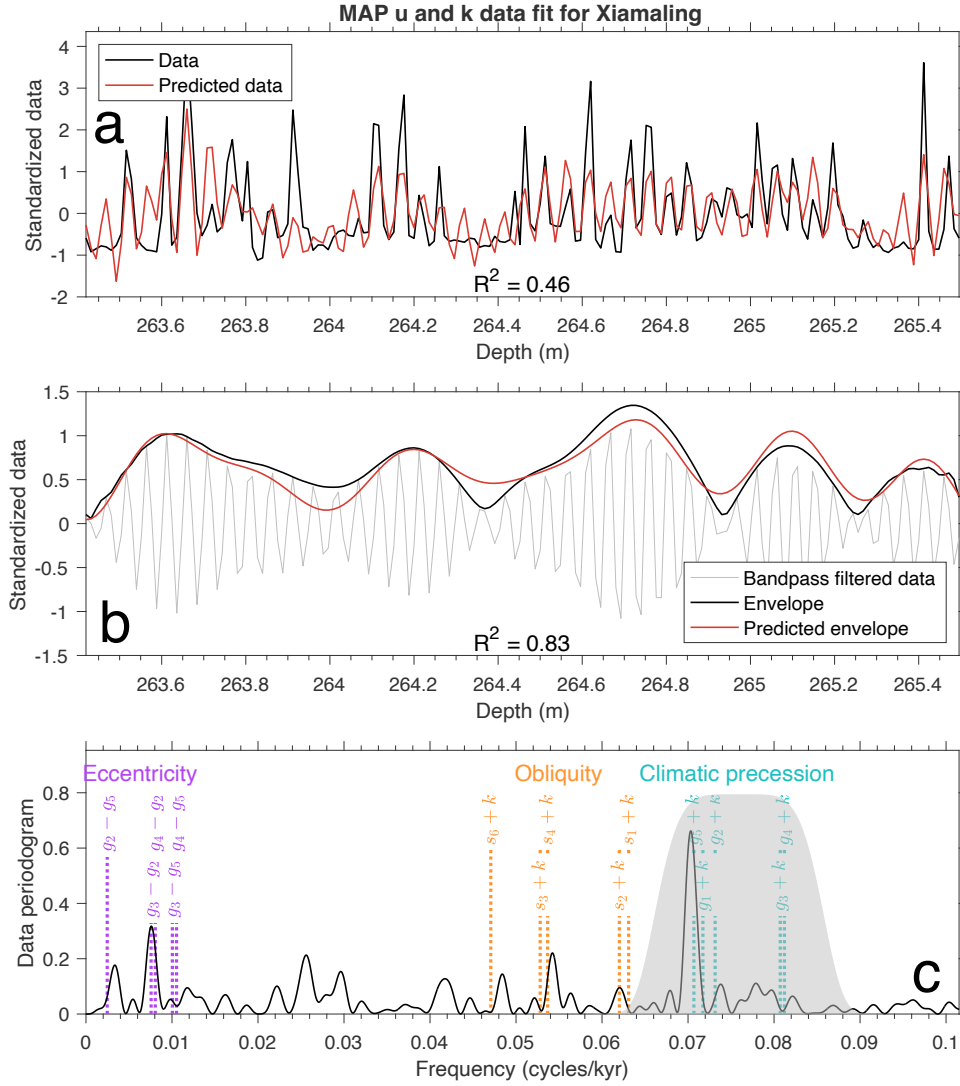 MAP u and k data fit for Xiamaling
4
3
2
1
0
-1
-2
Standardized data
a
Data
Predicted data
R² = 0.46
263.6 263.8 264 264.2 264.4 264.6 264.8 265 265.2 265.4
Depth (m)
1.5
1
0.5
0
-0.5
-1
-1.5
Standardized data
b
Bandpass filtered data
Envelope
Predicted envelope
R² = 0.83
263.6 263.8 264 264.2 264.4 264.6 264.8 265 265.2 265.4
Depth (m)
0.8
0.6
0.4
0.2
0
Data periodogram
Eccentricity
Obliquity
Climatic precession
g₂ − g₅
g₃ − g₂
g₄ − g₂
g₃ − g₅
g₄ − g₅
s₆ + k
s₃ + k
s₄ + k
s₂ + k
s₁ + k
g₅ + k
g₁ + k
g₂ + k
g₃ + k
g₄ + k
c
0 0.01 0.02 0.03 0.04 0.05 0.06 0.07 0.08 0.09 0.1
Frequency (cycles/kyr)